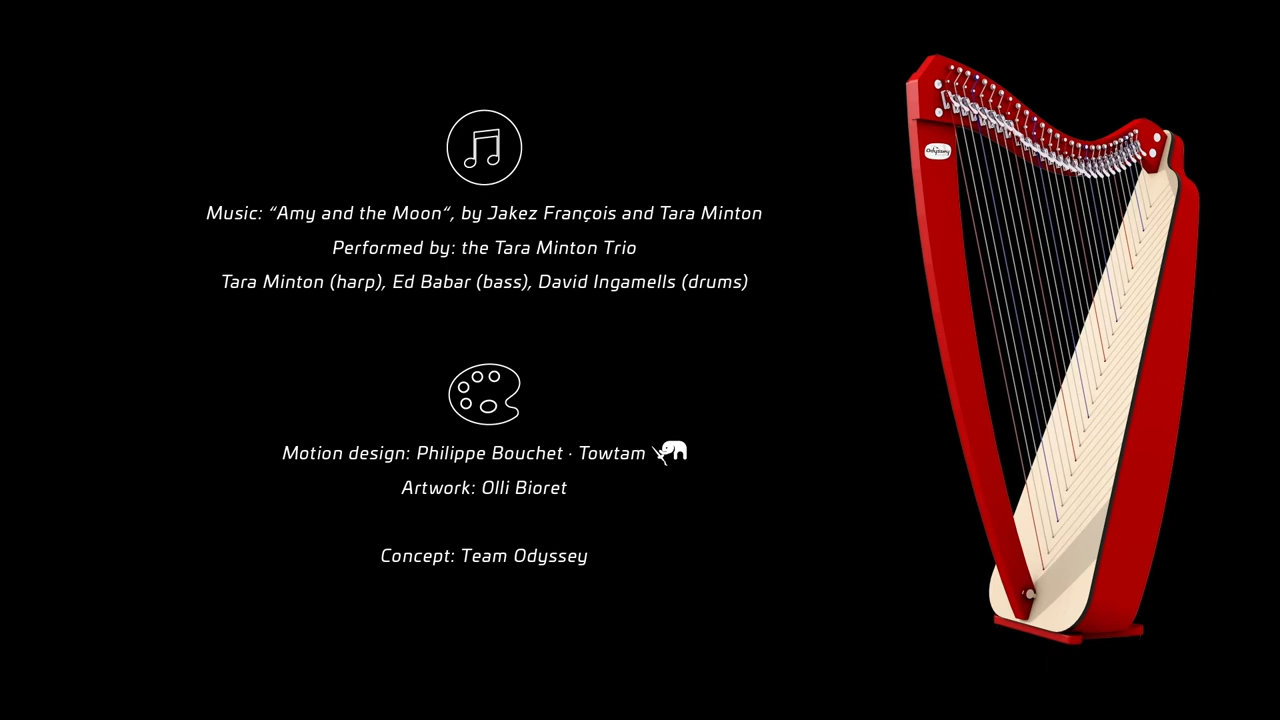 Music: “Amy and the Moon“, by Jakez François and Tara Minton
Performed by: the Tara Minton Trio
Tara Minton (harp), Ed Babar (bass), David Ingamells (drums)
Motion design: Philippe Bouchet · Towtam
Artwork: Olli Bioret
Concept: Team Odyssey
Odyssey